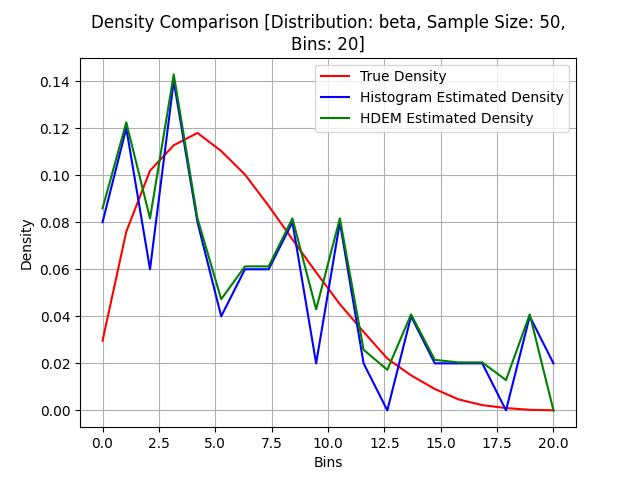 Density Comparison [Distribution: beta, Sample Size: 50,
Bins: 20]
True Density
Histogram Estimated Density
HDEM Estimated Density
Density
0.14
0.12
0.10
0.08
0.06
0.04
0.02
0.00
0.0 2.5 5.0 7.5 10.0 12.5 15.0 17.5 20.0
Bins